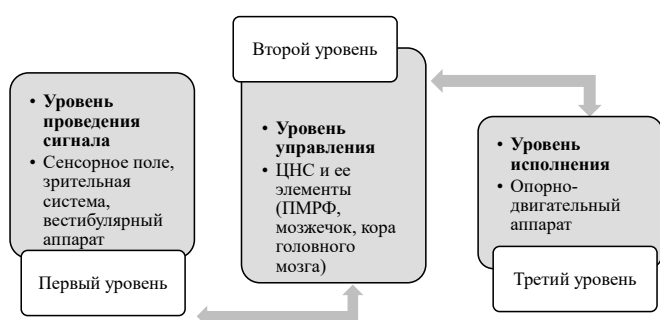 • Уровень
проведения
сигнала
• Сенсорное поле,
зрительная
система,
вестибулярный
аппарат
Первый уровень
Второй уровень
• Уровень
управления
• ЦНС и ее
элементы
(ПМРФ,
мозжечок, кора
головного
мозга)
• Уровень
исполнения
• Опорно-
двигательный
аппарат
Третий уровень